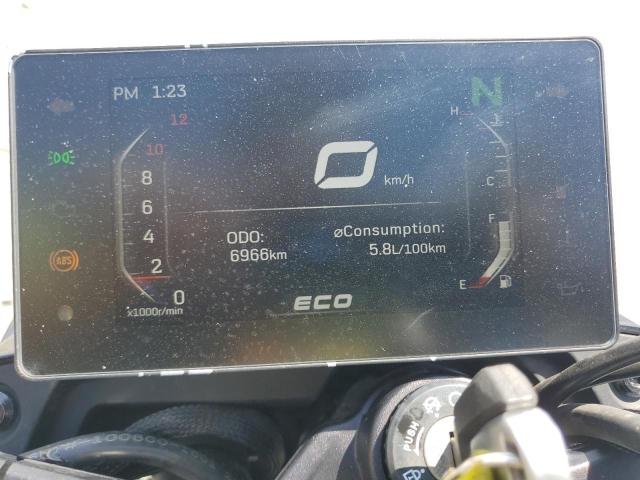 PM 1:23
N
H
12
10
8
6
4
2
0
x1000r/min
0 km/h
C
F
E
ODO:
6966km
øConsumption:
5.8L/100km
ECO
ABS
PUSH